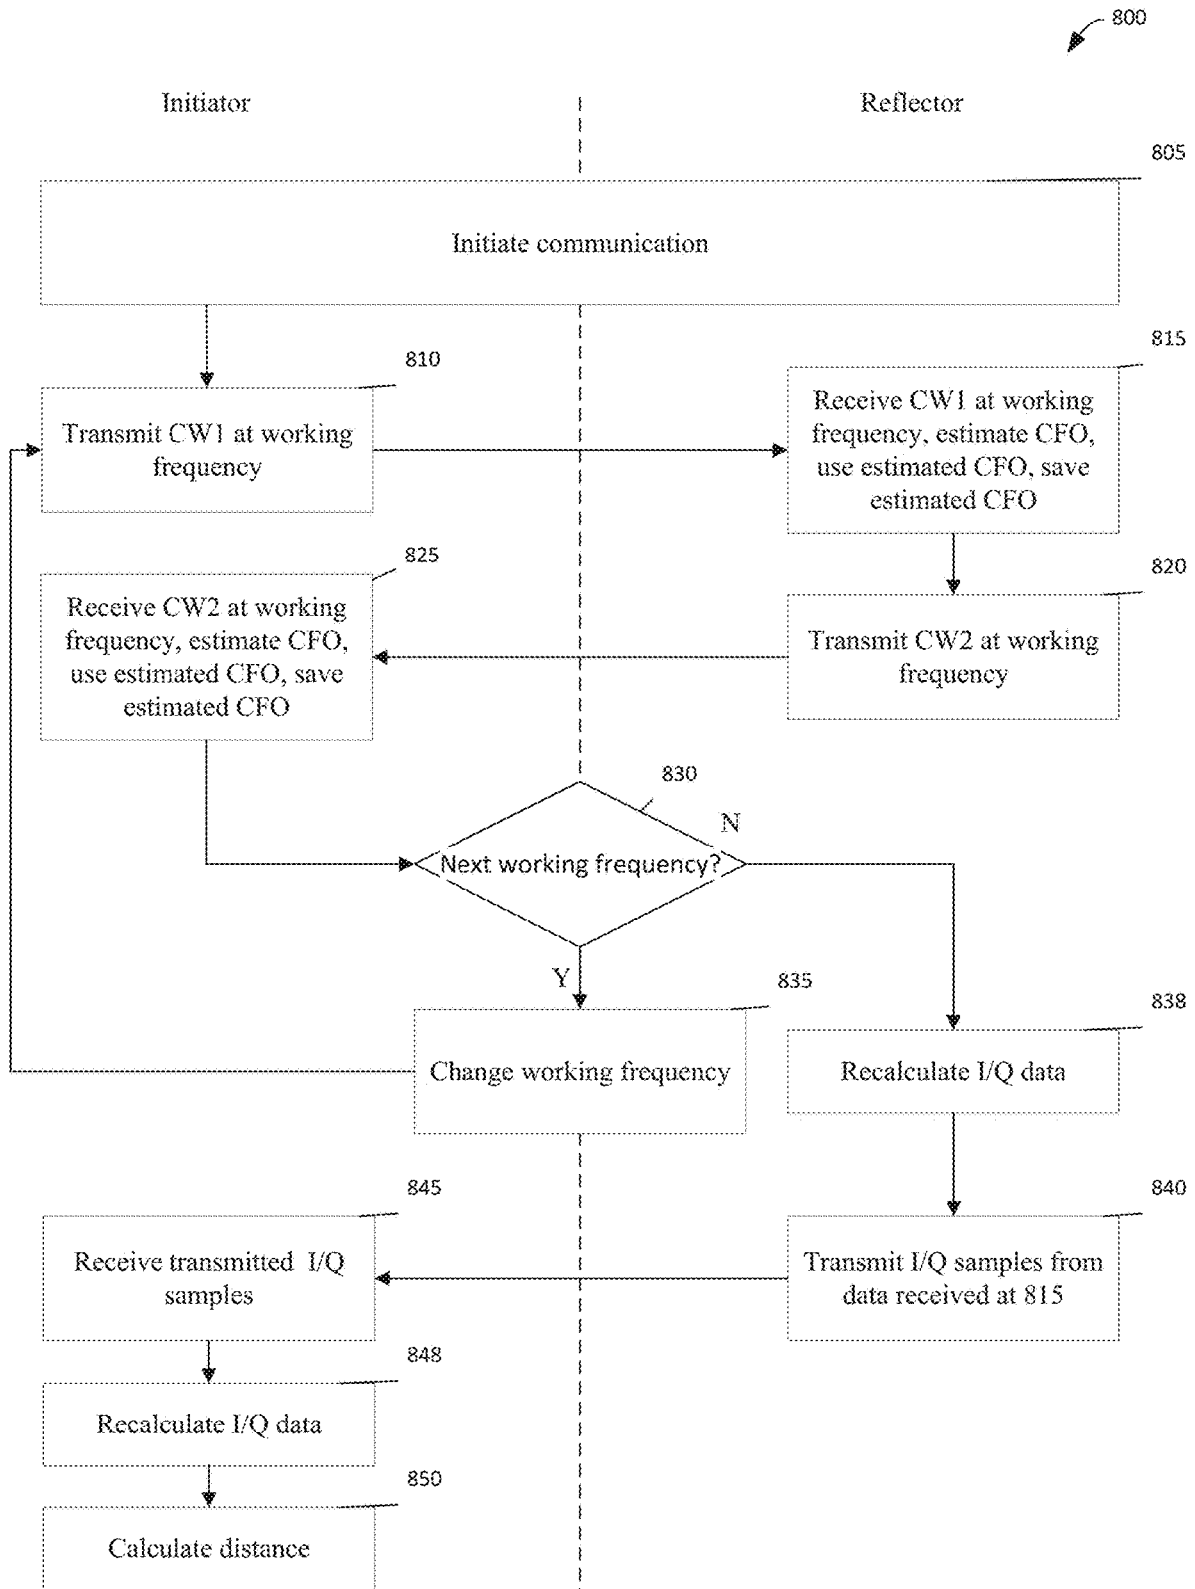 800
Initiator
Reflector
805
Initiate communication
810
Transmit CW1 at working
frequency
815
Receive CW1 at working
frequency, estimate CFO,
use estimated CFO, save
estimated CFO
825
Receive CW2 at working
frequency, estimate CFO,
use estimated CFO, save
estimated CFO
820
Transmit CW2 at working
frequency
830
N
Next working frequency?
Y
835
Change working frequency
838
Recalculate I/Q data
845
Receive transmitted I/Q
samples
840
Transmit I/Q samples from
data received at 815
848
Recalculate I/Q data
850
Calculate distance